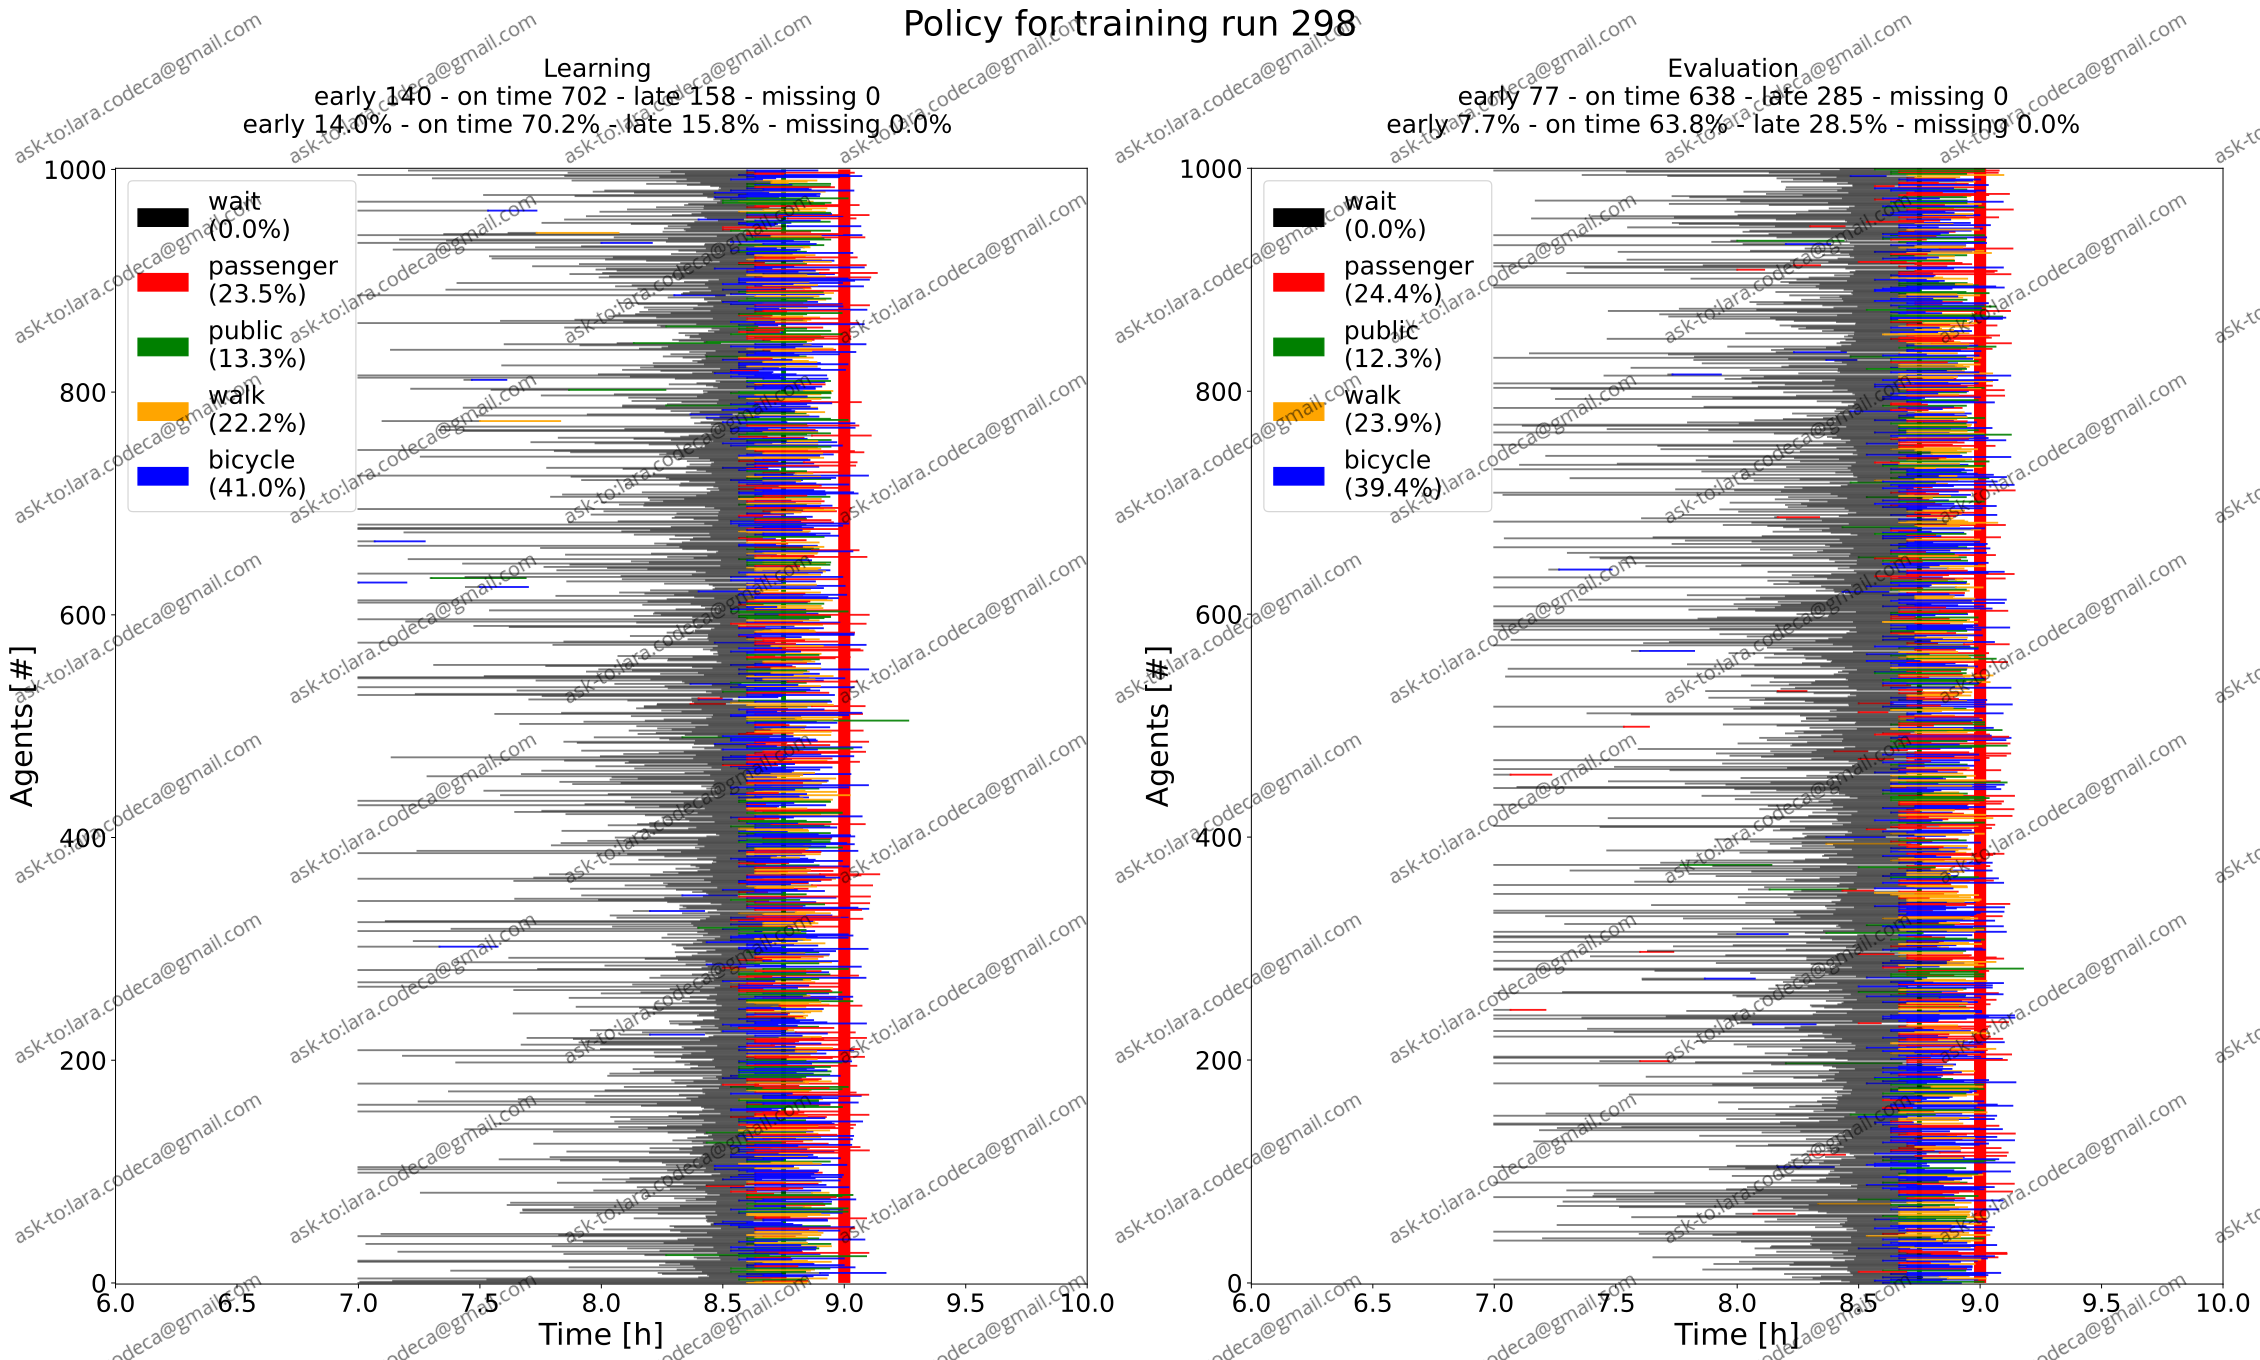 Policy for training run 298
Learning
early 140 - on time 702 - late 158 - missing 0
early 14.0% - on time 70.2% - late 15.8% - missing 0.0%
1000
800
600
400
200
0
Agents [#]
wait
(0.0%)
passenger
(23.5%)
public
(13.3%)
walk
(22.2%)
bicycle
(41.0%)
6.0 6.5 7.0 7.5 8.0 8.5 9.0 9.5 10.0
Time [h]
Evaluation
early 77 - on time 638 - late 285 - missing 0
early 7.7% - on time 63.8% - late 28.5% - missing 0.0%
1000
800
600
400
200
0
Agents [#]
wait
(0.0%)
passenger
(24.4%)
public
(12.3%)
walk
(23.9%)
bicycle
(39.4%)
6.0 6.5 7.0 7.5 8.0 8.5 9.0 9.5 10.0
Time [h]
ask-to:lara.codeca@gmail.com